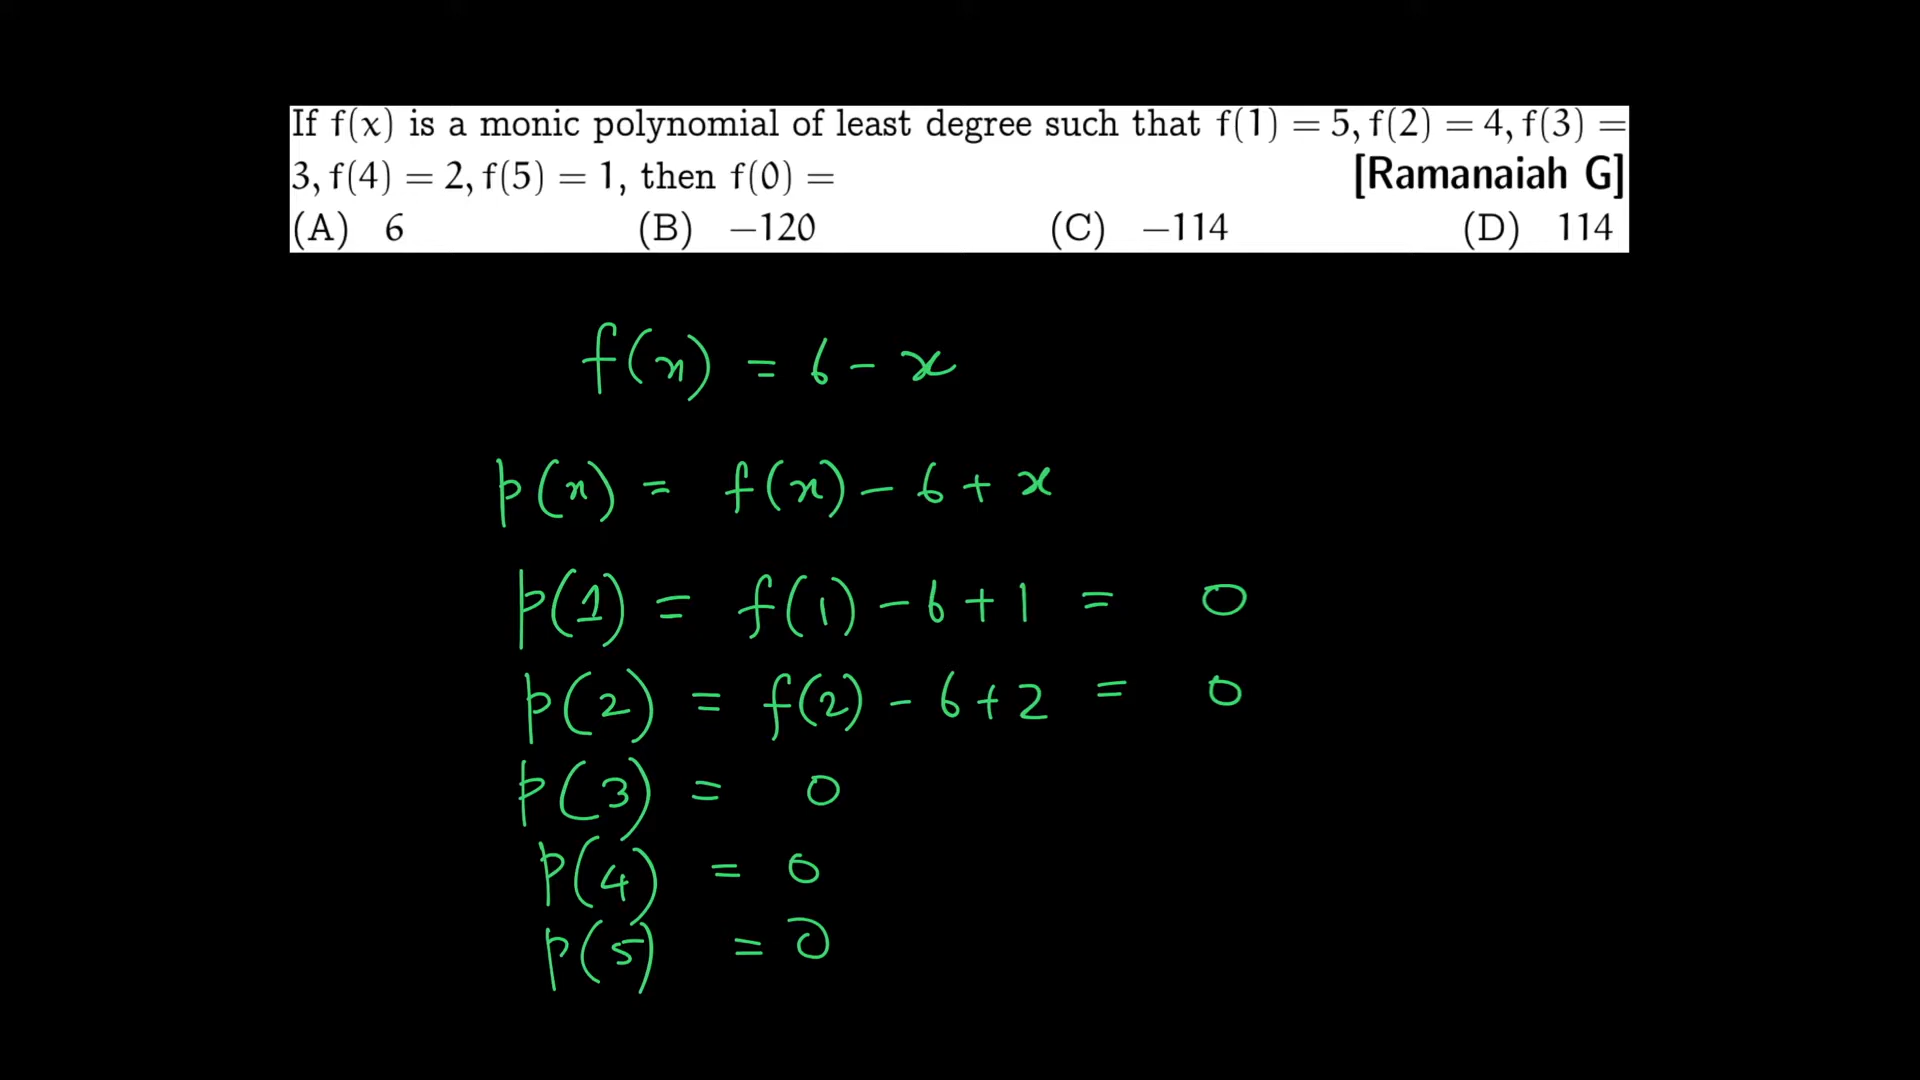 If f(x) is a monic polynomial of least degree such that f(1) = 5, f(2) = 4, f(3) =
3, f(4) = 2, f(5) = 1, then f(0) = [Ramanaiah G]
(A) 6 (B) −120 (C) −114 (D) 114
f(x) = 6 - x
p(x) = f(x) - 6 + x
p(1) = f(1) - 6 + 1 = 0
p(2) = f(2) - 6 + 2 = 0
p(3) = 0
p(4) = 0
p(5) = 0